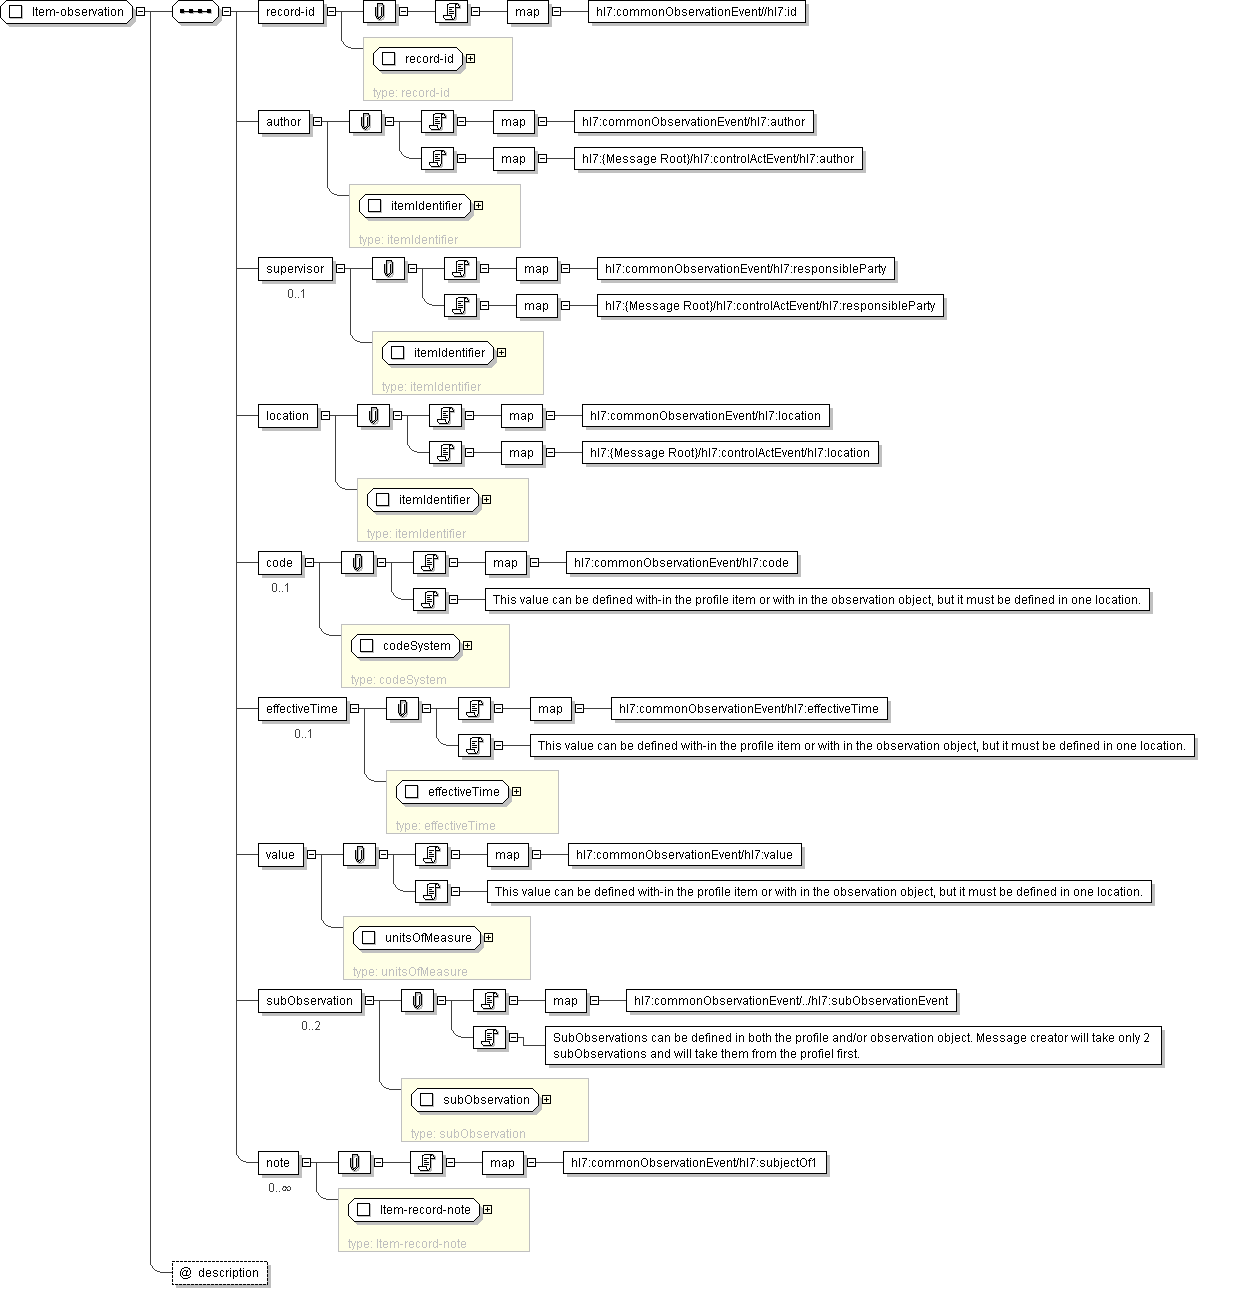 Item-observation
record-id
map
hl7:commonObservationEvent//hl7:id
record-id
type: record-id
author
map
hl7:commonObservationEvent/hl7:author
map
hl7:{Message Root}/hl7:controlActEvent/hl7:author
itemIdentifier
type: itemIdentifier
supervisor
map
hl7:commonObservationEvent/hl7:responsibleParty
0..1
map
hl7:{Message Root}/hl7:controlActEvent/hl7:responsibleParty
itemIdentifier
type: itemIdentifier
location
map
hl7:commonObservationEvent/hl7:location
map
hl7:{Message Root}/hl7:controlActEvent/hl7:location
itemIdentifier
type: itemIdentifier
code
map
hl7:commonObservationEvent/hl7:code
0..1
This value can be defined with-in the profile item or with in the observation object, but it must be defined in one location.
codeSystem
type: codeSystem
effectiveTime
map
hl7:commonObservationEvent/hl7:effectiveTime
0..1
This value can be defined with-in the profile item or with in the observation object, but it must be defined in one location.
effectiveTime
type: effectiveTime
value
map
hl7:commonObservationEvent/hl7:value
This value can be defined with-in the profile item or with in the observation object, but it must be defined in one location.
unitsOfMeasure
type: unitsOfMeasure
subObservation
map
hl7:commonObservationEvent/../hl7:subObservationEvent
0..2
SubObservations can be defined in both the profile and/or observation object. Message creator will take only 2
subObservations and will take them from the profiel first.
subObservation
type: subObservation
note
map
hl7:commonObservationEvent/hl7:subjectOf1
0..∞
Item-record-note
type: Item-record-note
@ description